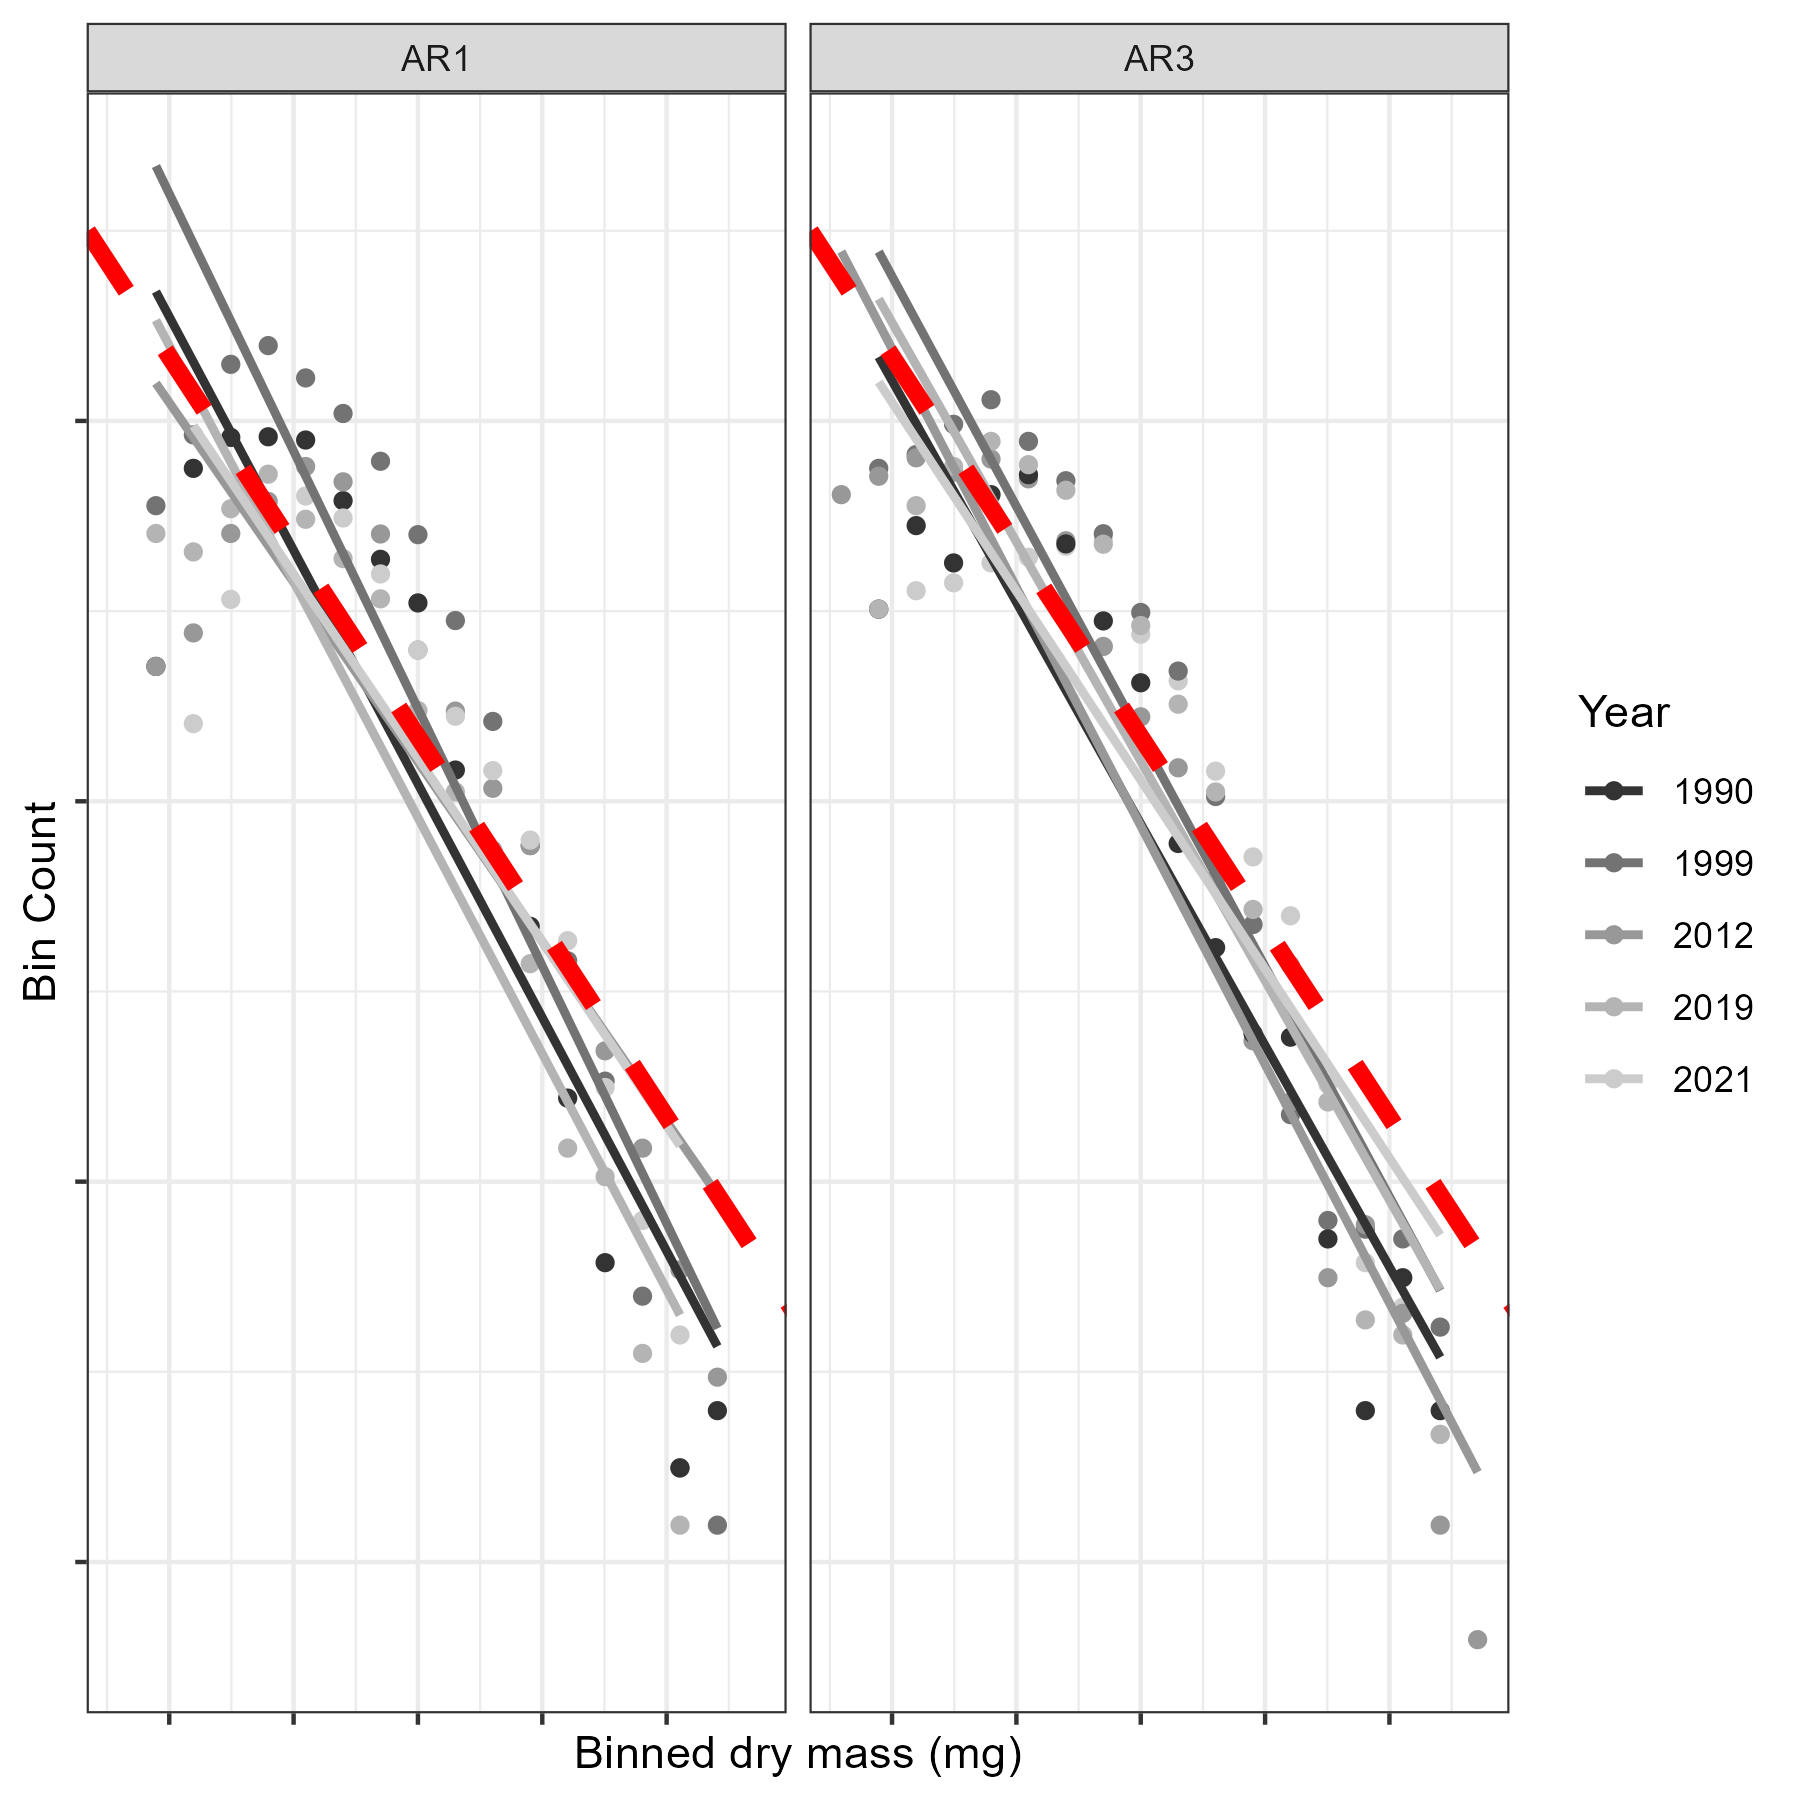 AR1
AR3
Bin Count
Binned dry mass (mg)
Year
1990
1999
2012
2019
2021